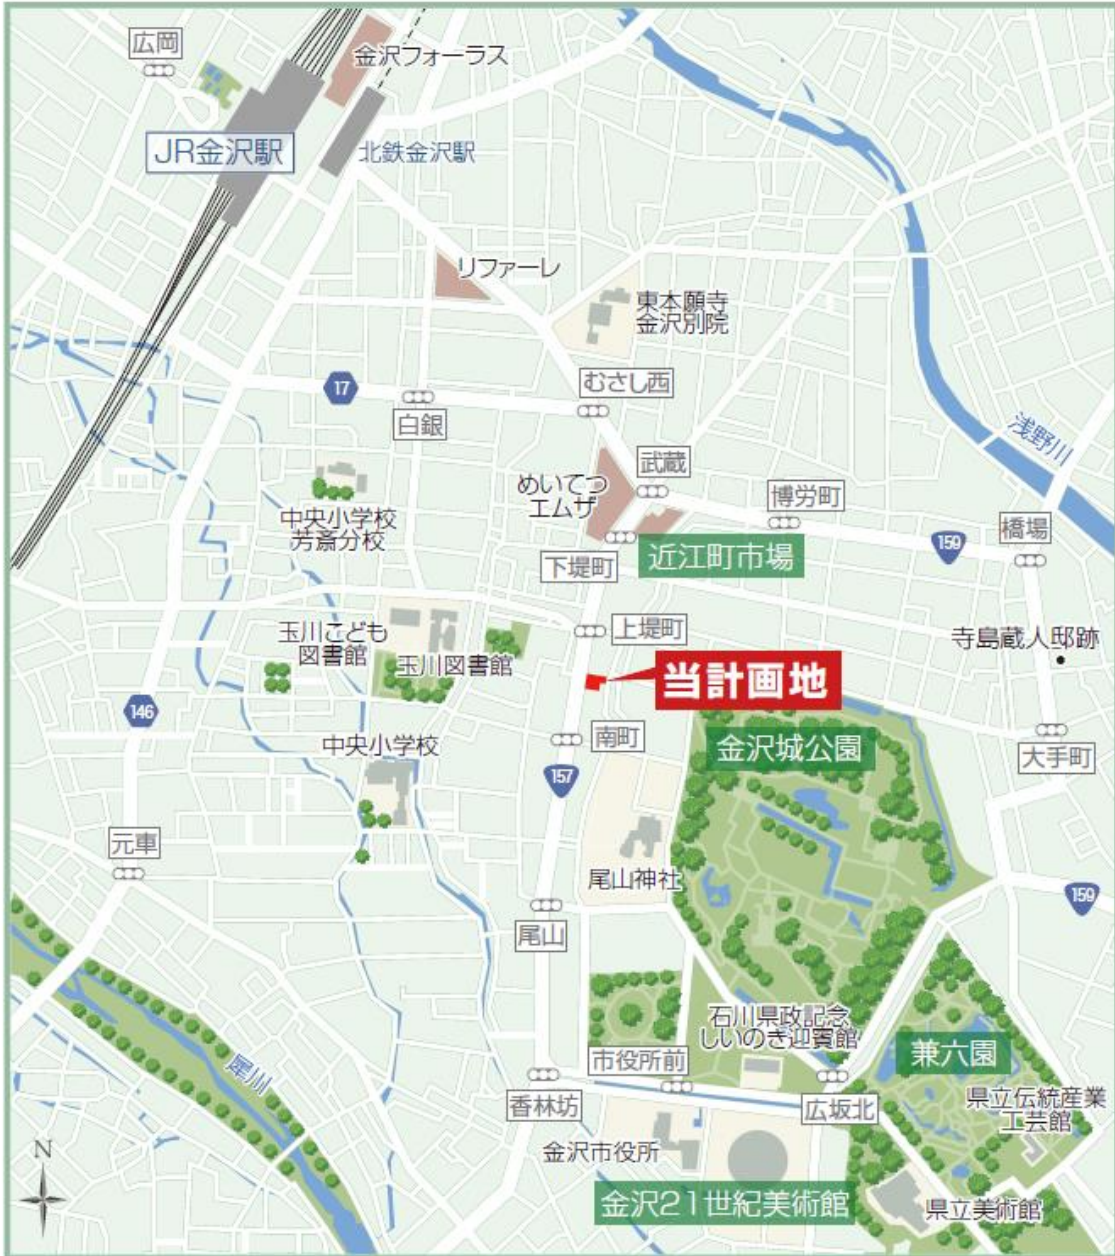 広岡
金沢フォーラス
JR金沢駅
北鉄金沢駅
リファーレ
東本願寺
金沢別院
むさし西
17
白銀
浅野川
武蔵
めいてつ
エムザ
博労町
橋場
159
中央小学校
芳斎分校
近江町市場
下堤町
上堤町
玉川こども
図書館
玉川図書館
寺島蔵人邸跡
当計画地
146
中央小学校
南町
金沢城公園
大手町
157
元車
尾山神社
159
尾山
石川県政記念
しいのき迎賓館
兼六園
市役所前
犀川
香林坊
広坂北
県立伝統産業
工芸館
金沢市役所
N
金沢21世紀美術館
県立美術館